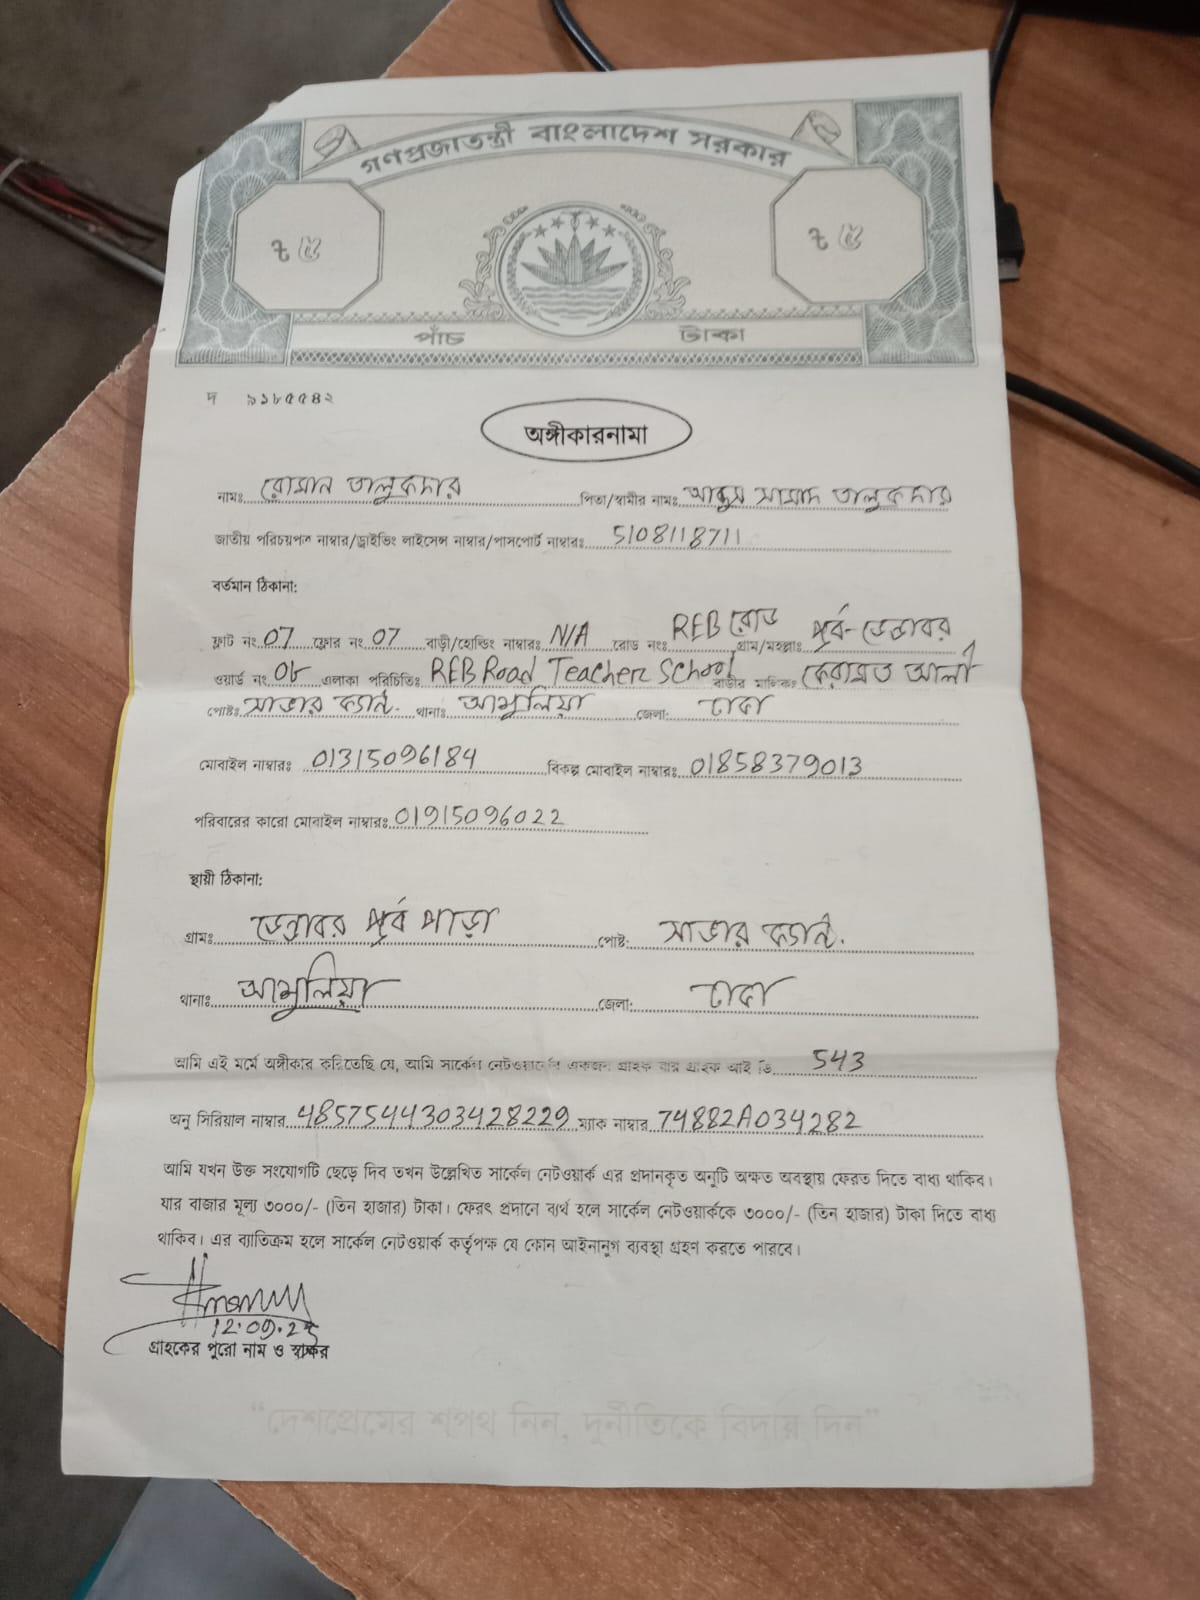 গণপ্রজাতন্ত্রী বাংলাদেশ সরকার
৳ ৫ ৳ ৫
পাঁচ টাকা
দ ৯১৮৫৫৪২
অঙ্গীকারনামা
নামঃ রোমান তালুকদার পিতা/স্বামীর নামঃ আব্দুস সামাদ তালুকদার
জাতীয় পরিচয়পত্র নাম্বার/ড্রাইভিং লাইসেন্স নাম্বার/পাসপোর্ট নাম্বারঃ 5108118711
বর্তমান ঠিকানা:
ফ্লাট নং 07 ফ্লোর নং 07 বাড়ী/হোল্ডিং নাম্বারঃ N/A রোড নংঃ REB রোড গ্রাম/মহল্লাঃ পূর্ব-ডেন্ডাবর
ওয়ার্ড নং 08 এলাকা পরিচিতিঃ REB Road Teacher School বাড়ীর মালিকঃ কেরামত আলী
পোষ্টঃ সাভার ক্যান্ট. থানাঃ আশুলিয়া জেলা: ঢাকা
মোবাইল নাম্বারঃ 01315096184 বিকল্প মোবাইল নাম্বারঃ 01858379013
পরিবারের কারো মোবাইল নাম্বারঃ 01915096022
স্থায়ী ঠিকানা:
গ্রামঃ ডেন্ডাবর পূর্ব পাড়া পোষ্ট: সাভার ক্যান্ট.
থানাঃ আশুলিয়া জেলা: ঢাকা
আমি এই মর্মে অঙ্গীকার করিতেছি যে, আমি সার্কেল নেটওয়ার্কের একজন গ্রাহক যার গ্রাহক আই ডি 543
অনু সিরিয়াল নাম্বার 4857544303428229 ম্যাক নাম্বার 74882A034282
আমি যখন উক্ত সংযোগটি ছেড়ে দিব তখন উল্লেখিত সার্কেল নেটওয়ার্ক এর প্রদানকৃত অনুটি অক্ষত অবস্থায় ফেরত দিতে বাধ্য থাকিব।
যার বাজার মূল্য ৩০০০/- (তিন হাজার) টাকা। ফেরৎ প্রদানে ব্যর্থ হলে সার্কেল নেটওয়ার্ককে ৩০০০/- (তিন হাজার) টাকা দিতে বাধ্য
থাকিব। এর ব্যতিক্রম হলে সার্কেল নেটওয়ার্ক কর্তৃপক্ষ যে কোন আইনানুগ ব্যবস্থা গ্রহণ করতে পারবে।
12.09.25
গ্রাহকের পুরো নাম ও স্বাক্ষর
"দেশপ্রেমের শপথ নিন, দুর্নীতিকে বিদায় দিন"